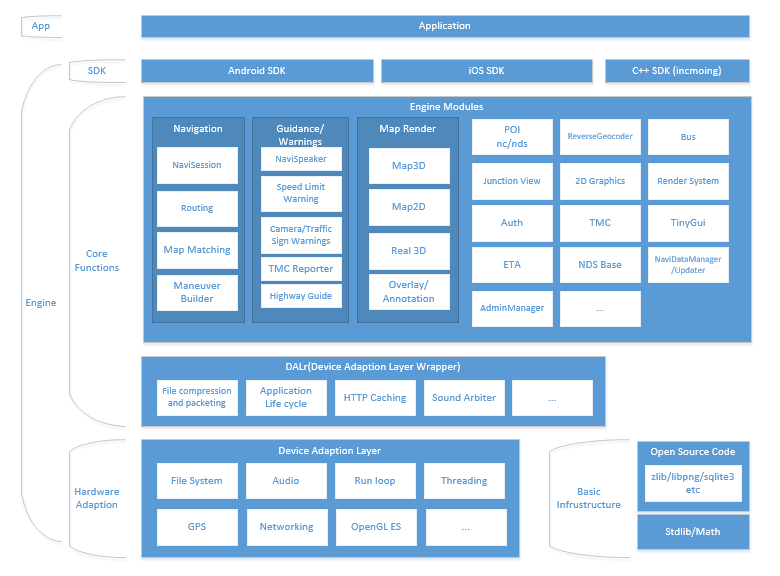 App
Application
SDK
Android SDK
iOS SDK
C++ SDK (incmoing)
Engine
Core
Functions
Engine Modules
Navigation
NaviSession
Routing
Map Matching
Maneuver
Builder
Guidance/
Warnings
NaviSpeaker
Speed Limit
Warning
Camera/Traffic
Sign Warnings
TMC Reporter
Highway Guide
Map Render
Map3D
Map2D
Real 3D
Overlay/
Annotation
POI
nc/nds
ReverseGeocoder
Bus
Junction View
2D Graphics
Render System
Auth
TMC
TinyGui
ETA
NDS Base
NaviDataManager
/Updater
AdminManager
...
DALr(Device Adaption Layer Wrapper)
File compression
and packeting
Application
Life cycle
HTTP Caching
Sound Arbiter
...
Hardware
Adaption
Device Adaption Layer
File System
Audio
Run loop
Threading
GPS
Networking
OpenGL ES
...
Basic
Infrustructure
Open Source Code
zlib/libpng/sqlite3
etc
Stdlib/Math